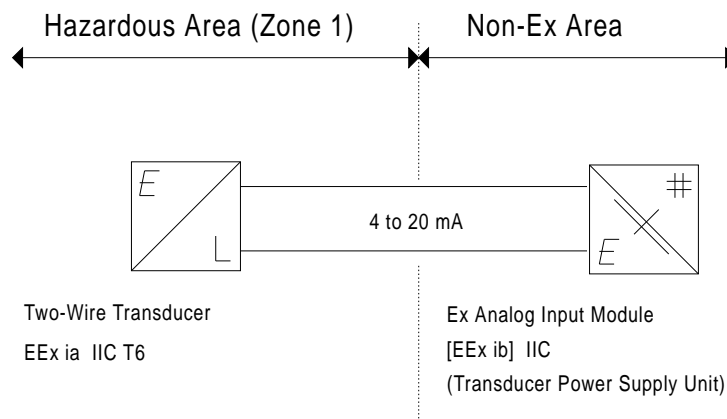 Hazardous Area (Zone 1)
Non-Ex Area
E
L
4 to 20 mA
#
E
Two-Wire Transducer
EEx ia IIC T6
Ex Analog Input Module
[EEx ib] IIC
(Transducer Power Supply Unit)